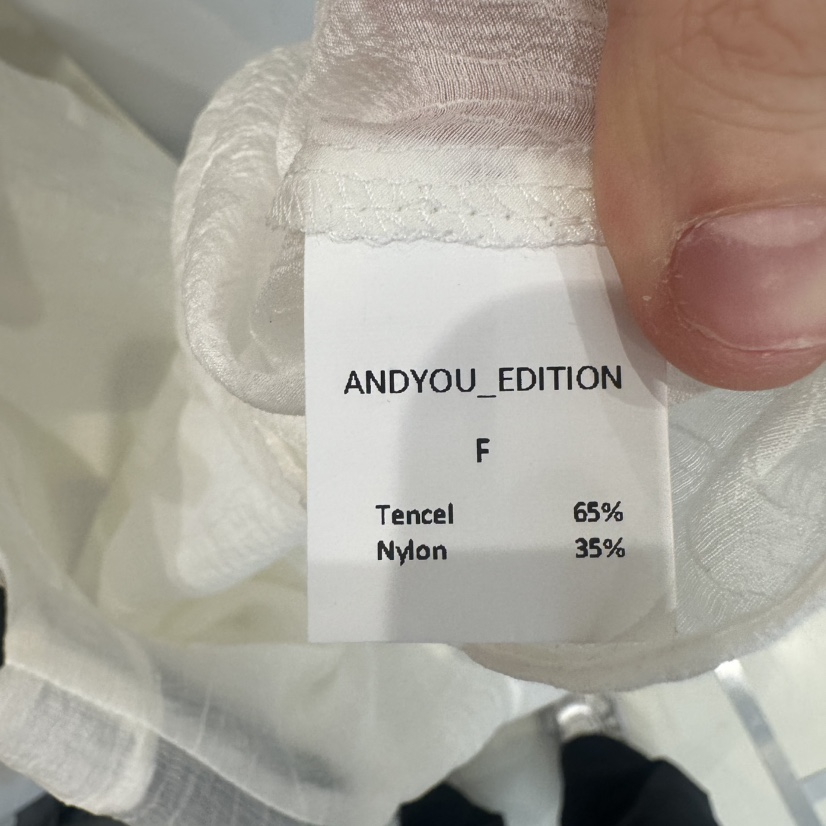 ANDYOU_EDITION
F
Tencel 65%
Nylon 35%